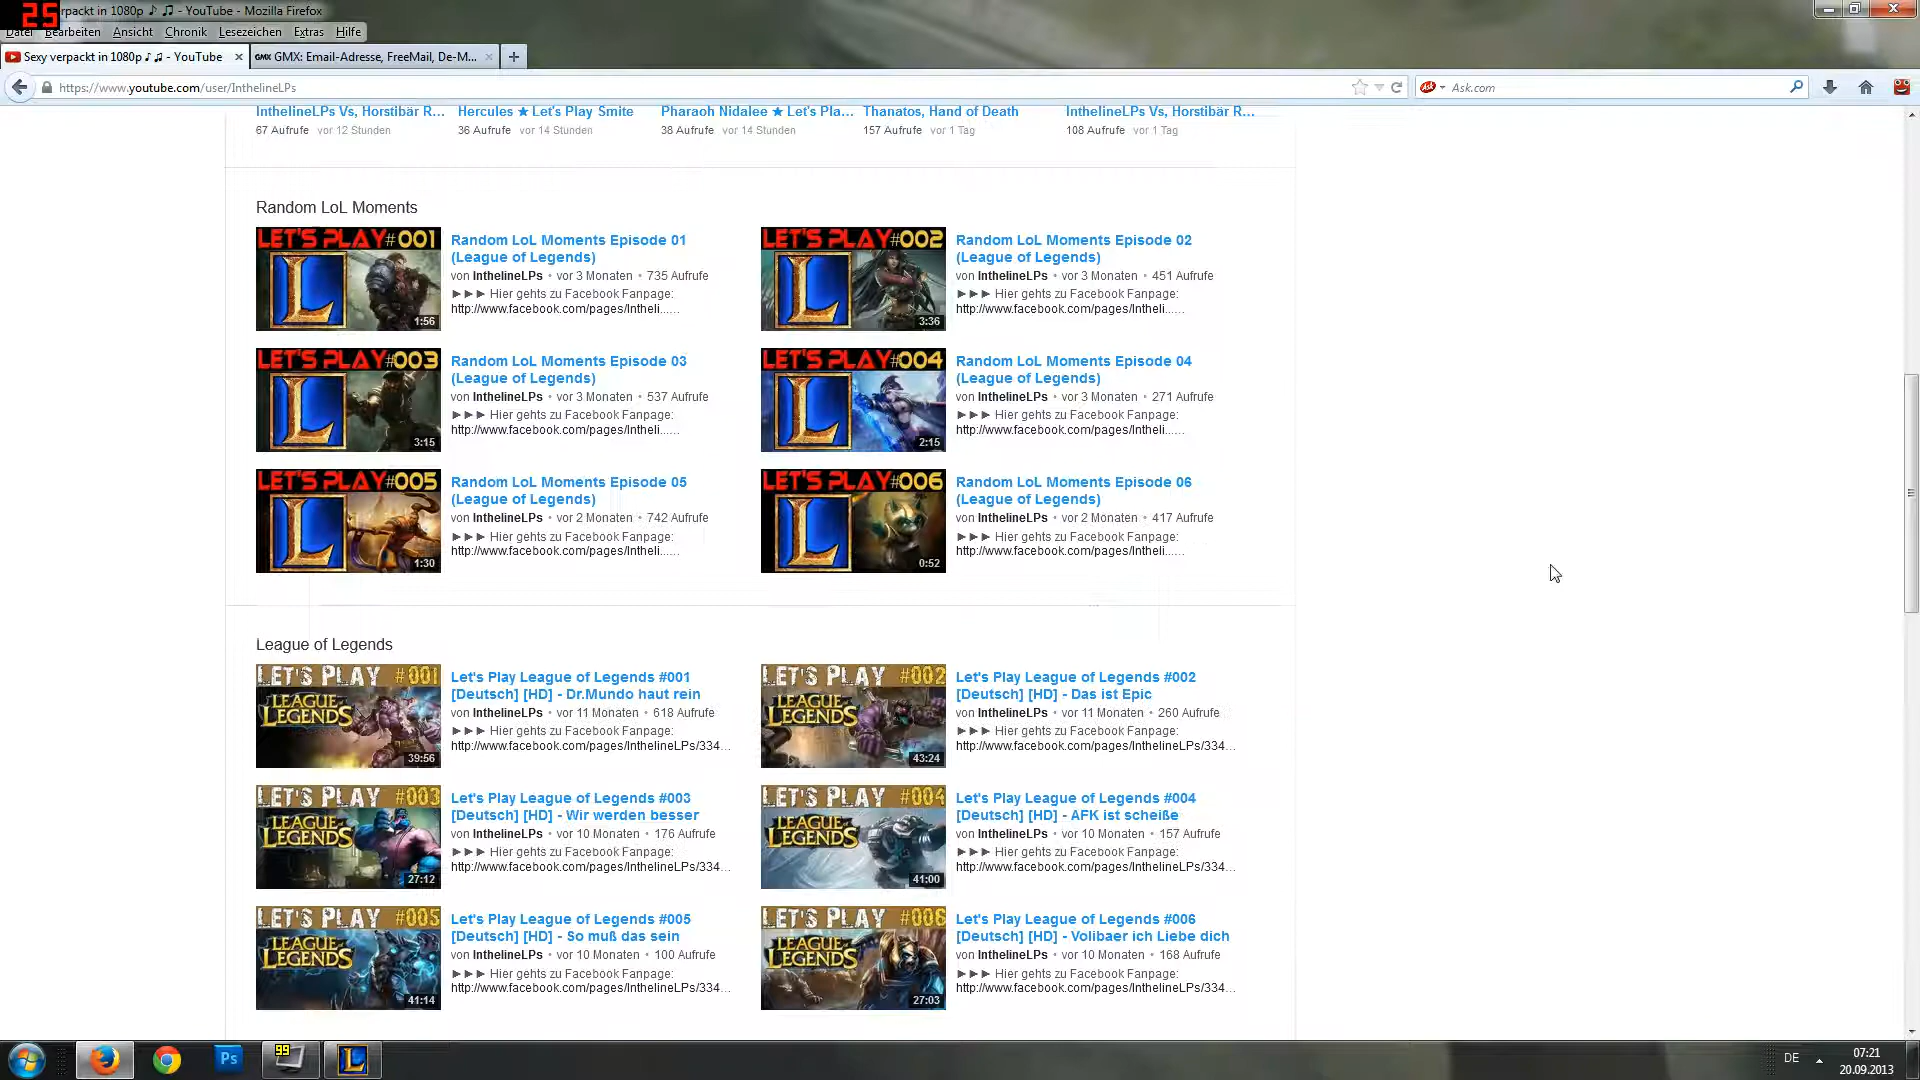 25
rpackt in 1080p ♪ ♫ - YouTube - Mozilla Firefox
Datei Bearbeiten Ansicht Chronik Lesezeichen Extras Hilfe
Sexy verpackt in 1080p ♪ ♫ - YouTube
GMX GMX: Email-Adresse, FreeMail, De-M...
https://www.youtube.com/user/InthelineLPs
Ask Ask.com
InthelineLPs Vs, Horstibär R... Hercules ★ Let's Play Smite Pharaoh Nidalee ★ Let's Pla... Thanatos, Hand of Death InthelineLPs Vs, Horstibär R...
67 Aufrufe vor 12 Stunden 36 Aufrufe vor 14 Stunden 38 Aufrufe vor 14 Stunden 157 Aufrufe vor 1 Tag 108 Aufrufe vor 1 Tag
Random LoL Moments
LET'S PLAY #001
L
1:56
Random LoL Moments Episode 01
(League of Legends)
von InthelineLPs • vor 3 Monaten • 735 Aufrufe
►►► Hier gehts zu Facebook Fanpage:
http://www.facebook.com/pages/Intheli......
LET'S PLAY #002
L
3:36
Random LoL Moments Episode 02
(League of Legends)
von InthelineLPs • vor 3 Monaten • 451 Aufrufe
►►► Hier gehts zu Facebook Fanpage:
http://www.facebook.com/pages/Intheli......
LET'S PLAY #003
L
3:15
Random LoL Moments Episode 03
(League of Legends)
von InthelineLPs • vor 3 Monaten • 537 Aufrufe
►►► Hier gehts zu Facebook Fanpage:
http://www.facebook.com/pages/Intheli......
LET'S PLAY #004
L
2:15
Random LoL Moments Episode 04
(League of Legends)
von InthelineLPs • vor 3 Monaten • 271 Aufrufe
►►► Hier gehts zu Facebook Fanpage:
http://www.facebook.com/pages/Intheli......
LET'S PLAY #005
L
1:30
Random LoL Moments Episode 05
(League of Legends)
von InthelineLPs • vor 2 Monaten • 742 Aufrufe
►►► Hier gehts zu Facebook Fanpage:
http://www.facebook.com/pages/Intheli......
LET'S PLAY #006
L
0:52
Random LoL Moments Episode 06
(League of Legends)
von InthelineLPs • vor 2 Monaten • 417 Aufrufe
►►► Hier gehts zu Facebook Fanpage:
http://www.facebook.com/pages/Intheli......
League of Legends
LET'S PLAY #001
LEAGUE OF
LEGENDS
39:56
Let's Play League of Legends #001
[Deutsch] [HD] - Dr.Mundo haut rein
von InthelineLPs • vor 11 Monaten • 618 Aufrufe
►►► Hier gehts zu Facebook Fanpage:
http://www.facebook.com/pages/InthelineLPs/334...
LET'S PLAY #002
LEAGUE OF
LEGENDS
43:24
Let's Play League of Legends #002
[Deutsch] [HD] - Das ist Epic
von InthelineLPs • vor 11 Monaten • 260 Aufrufe
►►► Hier gehts zu Facebook Fanpage:
http://www.facebook.com/pages/InthelineLPs/334...
LET'S PLAY #003
LEAGUE OF
LEGENDS
27:12
Let's Play League of Legends #003
[Deutsch] [HD] - Wir werden besser
von InthelineLPs • vor 10 Monaten • 176 Aufrufe
►►► Hier gehts zu Facebook Fanpage:
http://www.facebook.com/pages/InthelineLPs/334...
LET'S PLAY #004
LEAGUE OF
LEGENDS
41:00
Let's Play League of Legends #004
[Deutsch] [HD] - AFK ist scheiße
von InthelineLPs • vor 10 Monaten • 157 Aufrufe
►►► Hier gehts zu Facebook Fanpage:
http://www.facebook.com/pages/InthelineLPs/334...
LET'S PLAY #005
LEAGUE OF
LEGENDS
41:14
Let's Play League of Legends #005
[Deutsch] [HD] - So muß das sein
von InthelineLPs • vor 10 Monaten • 100 Aufrufe
►►► Hier gehts zu Facebook Fanpage:
http://www.facebook.com/pages/InthelineLPs/334...
LET'S PLAY #006
LEAGUE OF
LEGENDS
27:03
Let's Play League of Legends #006
[Deutsch] [HD] - Volibaer ich Liebe dich
von InthelineLPs • vor 10 Monaten • 168 Aufrufe
►►► Hier gehts zu Facebook Fanpage:
http://www.facebook.com/pages/InthelineLPs/334...
Ps
99
L
DE
07:21
20.09.2013